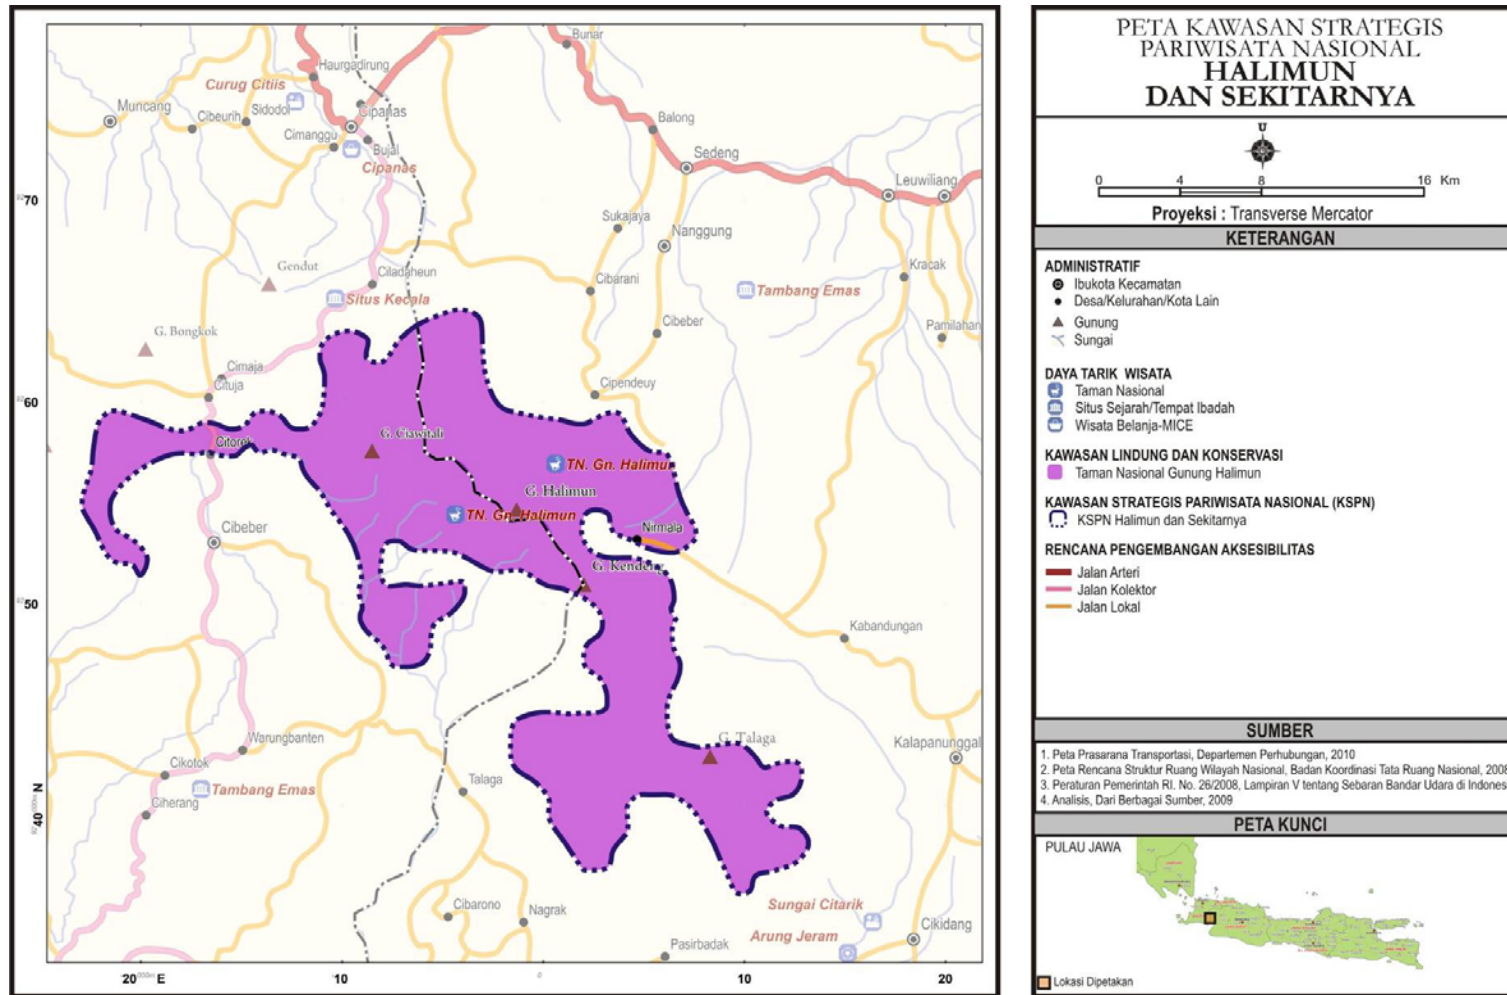 Bunar
Haurgadirung
Curug Citiis
Muncang
Cibeurih
Sidodol
Cipanas
Cimanggu
Bujal
Cipanas
Balong
Sedeng
Leuwiliang
70
Sukajaya
Nanggung
Gendut
Ciladaheun
Cibarani
Kracak
Situs Kecala
Tambang Emas
G. Bongkok
Cibeber
Pamilahan
Cimaja
Cituja
Cipendeuy
60
Citorek
G. Ciawitali
TN. Gn. Halimun
G. Halimun
TN. Gn. Halimun
Cibeber
Nirmala
G. Kendeng
50
Kabandungan
Warungbanten
G. Talaga
Kalapanunggal
Cikotok
Talaga
Tambang Emas
Ciherang
40 N
Cibarono
Nagrak
Sungai Citarik
Cikidang
Arung Jeram
Pasirbadak
20 000m E 10 0 10 20
PETA KAWASAN STRATEGIS
PARIWISATA NASIONAL
HALIMUN
DAN SEKITARNYA
U
0 4 8 16 Km
Proyeksi : Transverse Mercator
KETERANGAN
ADMINISTRATIF
Ibukota Kecamatan
Desa/Kelurahan/Kota Lain
Gunung
Sungai
DAYA TARIK WISATA
Taman Nasional
Situs Sejarah/Tempat Ibadah
Wisata Belanja-MICE
KAWASAN LINDUNG DAN KONSERVASI
Taman Nasional Gunung Halimun
KAWASAN STRATEGIS PARIWISATA NASIONAL (KSPN)
KSPN Halimun dan Sekitarnya
RENCANA PENGEMBANGAN AKSESIBILITAS
Jalan Arteri
Jalan Kolektor
Jalan Lokal
SUMBER
1. Peta Prasarana Transportasi, Departemen Perhubungan, 2010
2. Peta Rencana Struktur Ruang Wilayah Nasional, Badan Koordinasi Tata Ruang Nasional, 2008
3. Peraturan Pemerintah RI. No. 26/2008, Lampiran V tentang Sebaran Bandar Udara di Indones
4. Analisis, Dari Berbagai Sumber, 2009
PETA KUNCI
PULAU JAWA
Lokasi Dipetakan